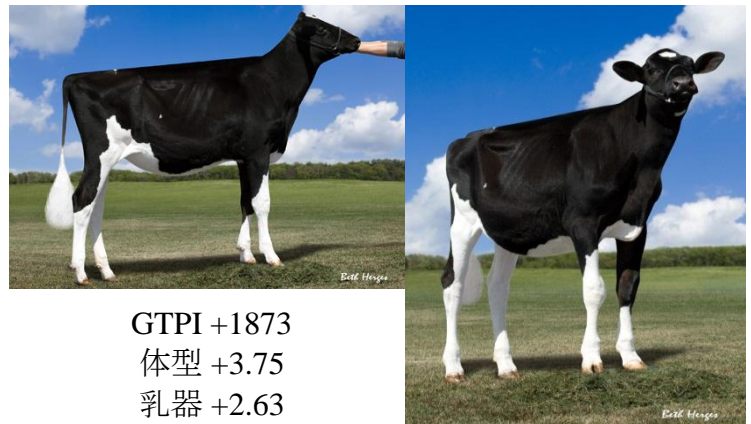 Beth Herges
GTPI +1873
体型 +3.75
乳器 +2.63
Beth Herges